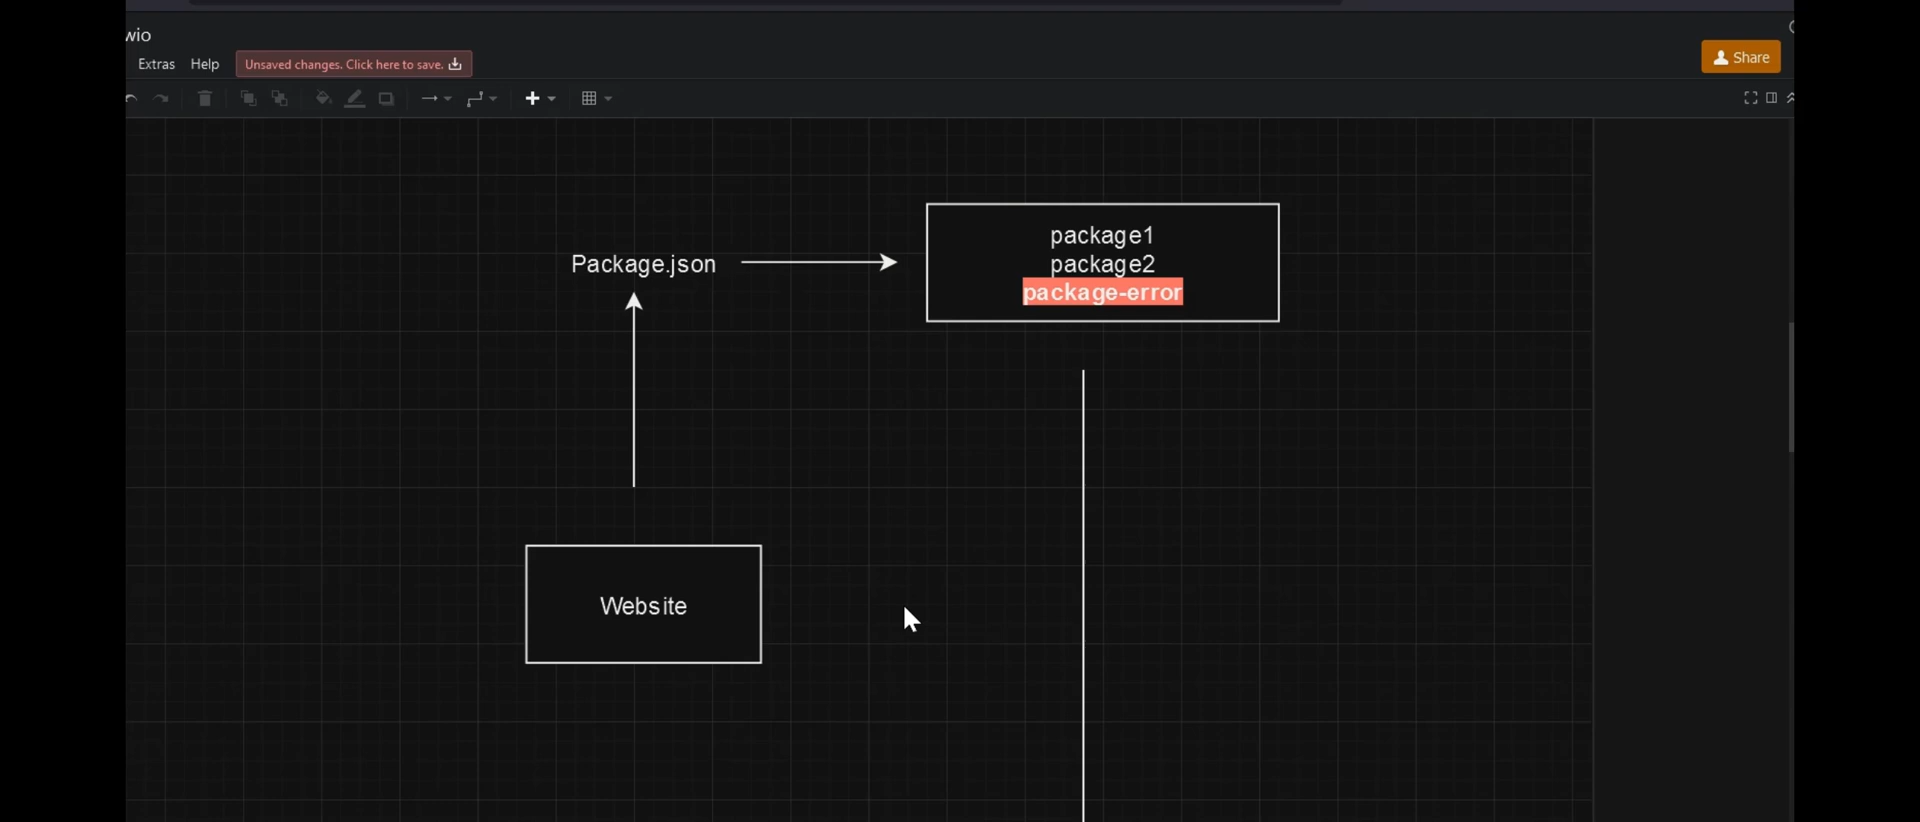 wio
Extras Help Unsaved changes. Click here to save.
Share
package1
Package.json package2
package-error
Website